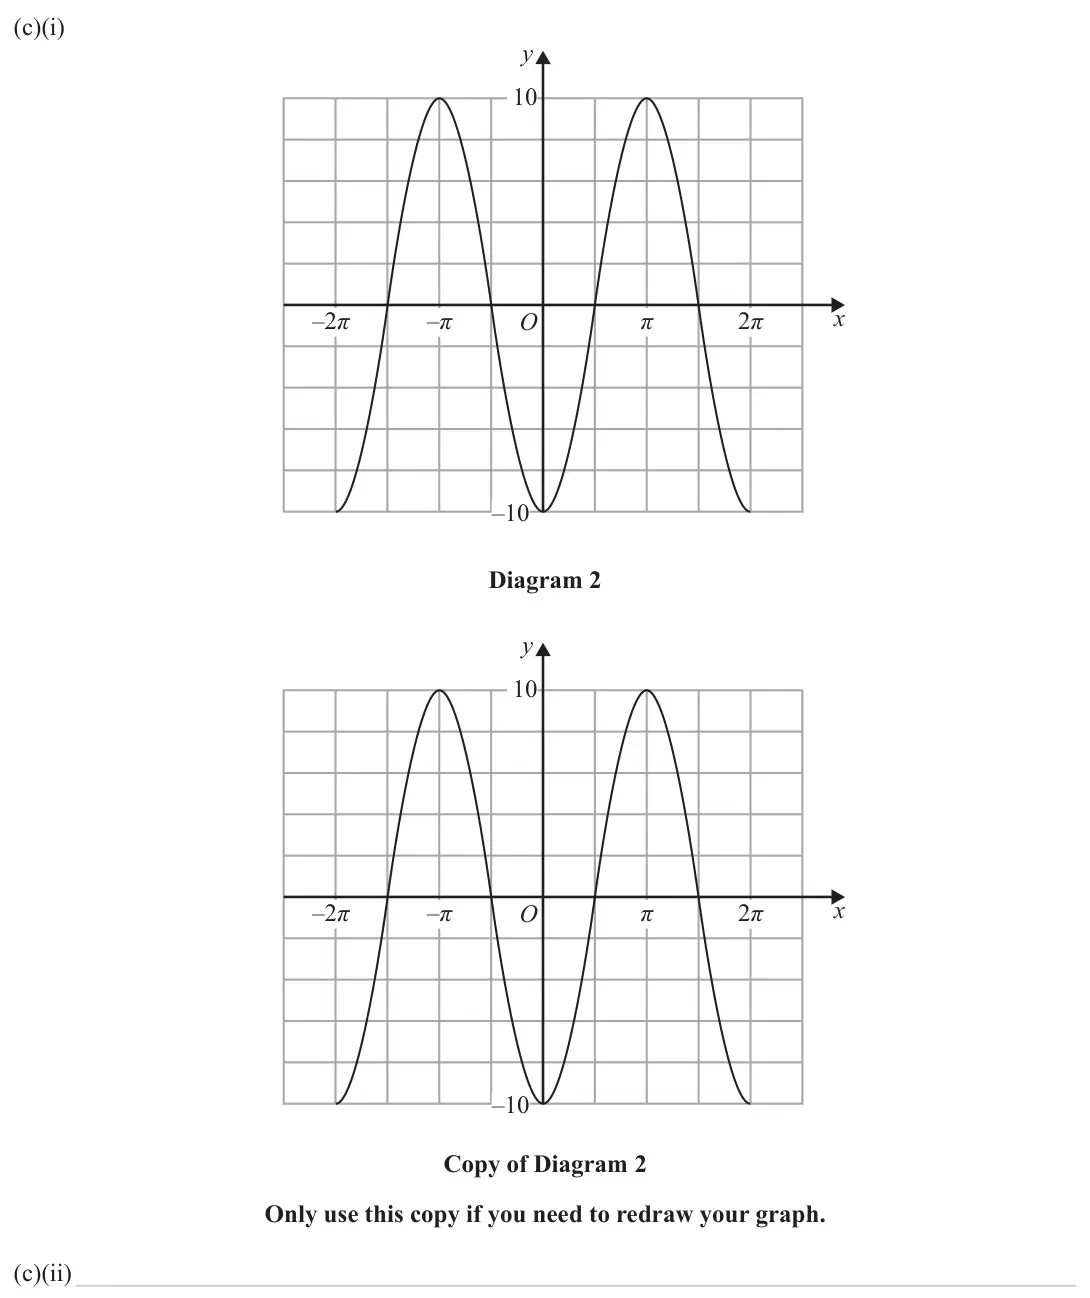 (c)(i)
y
10
–2π –π O π 2π x
–10
Diagram 2
y
10
–2π –π O π 2π x
–10
Copy of Diagram 2
Only use this copy if you need to redraw your graph.
(c)(ii)